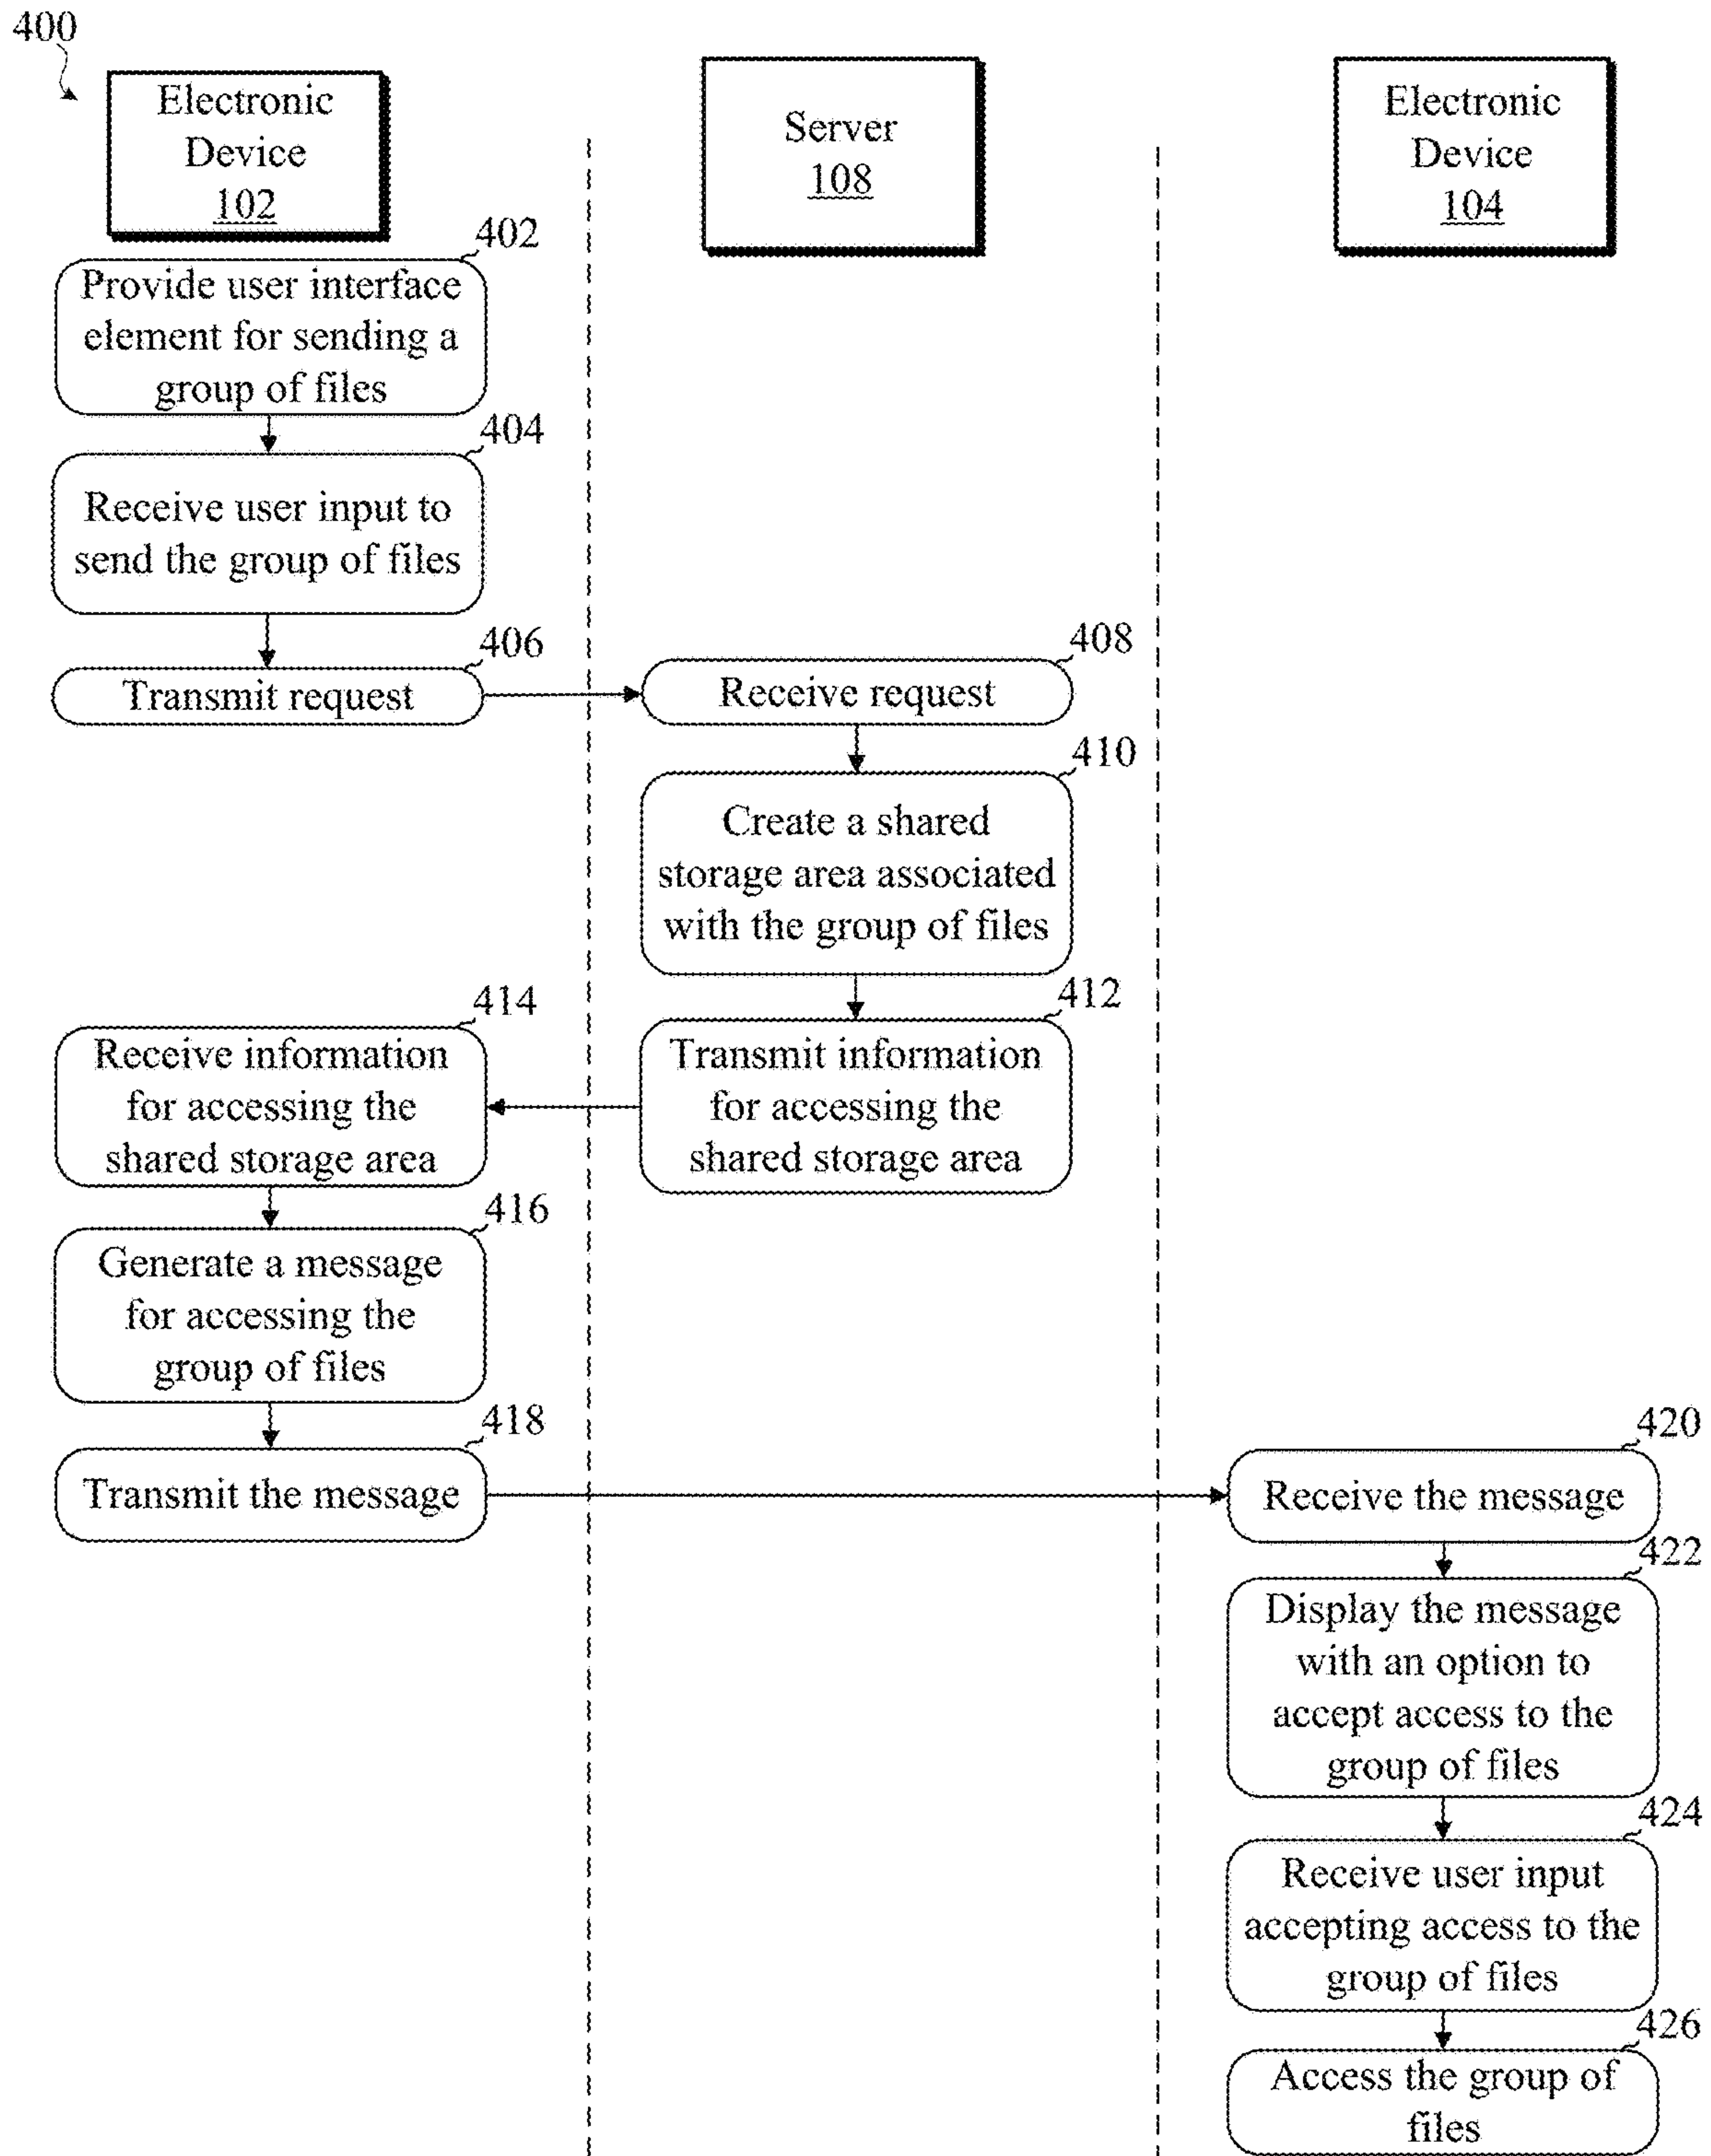 400
Electronic
Device
102
Server
108
Electronic
Device
104
402
Provide user interface
element for sending a
group of files
404
Receive user input to
send the group of files
406
Transmit request
408
Receive request
410
Create a shared
storage area associated
with the group of files
412
Transmit information
for accessing the
shared storage area
414
Receive information
for accessing the
shared storage area
416
Generate a message
for accessing the
group of files
418
Transmit the message
420
Receive the message
422
Display the message
with an option to
accept access to the
group of files
424
Receive user input
accepting access to the
group of files
426
Access the group of
files